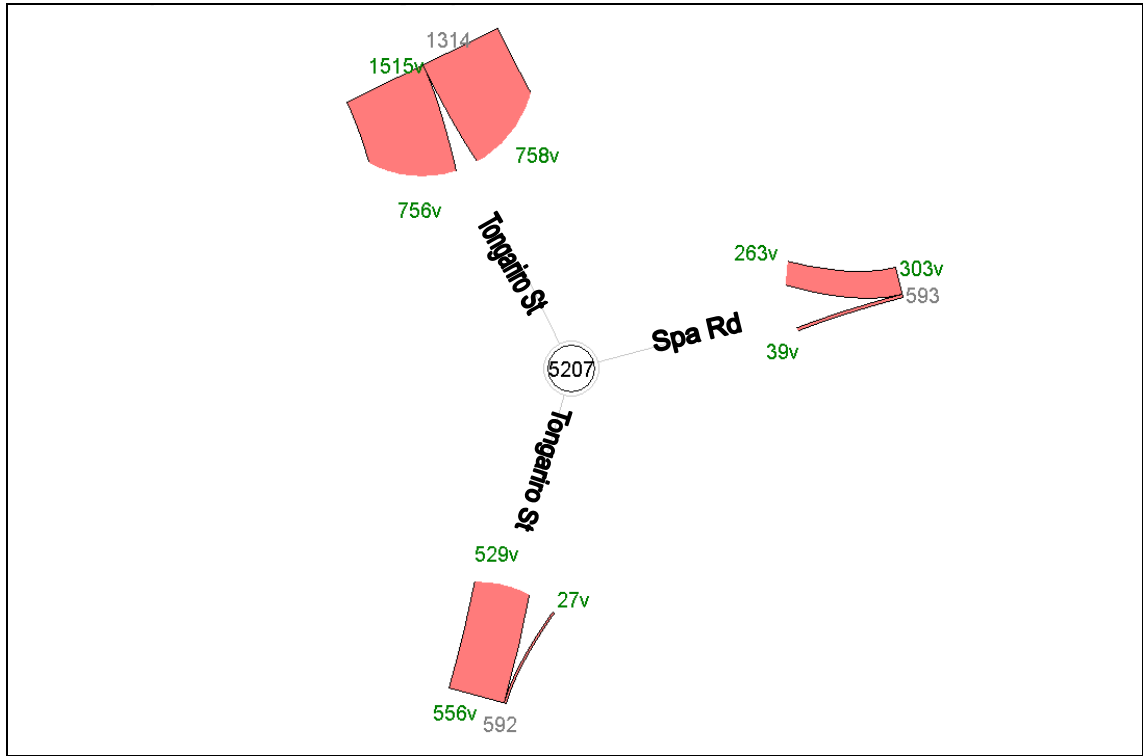 1314
1515v
758v
756v
Tongariro St
263v
303v
593
Spa Rd
39v
5207
Tongariro St
529v
27v
556v
592